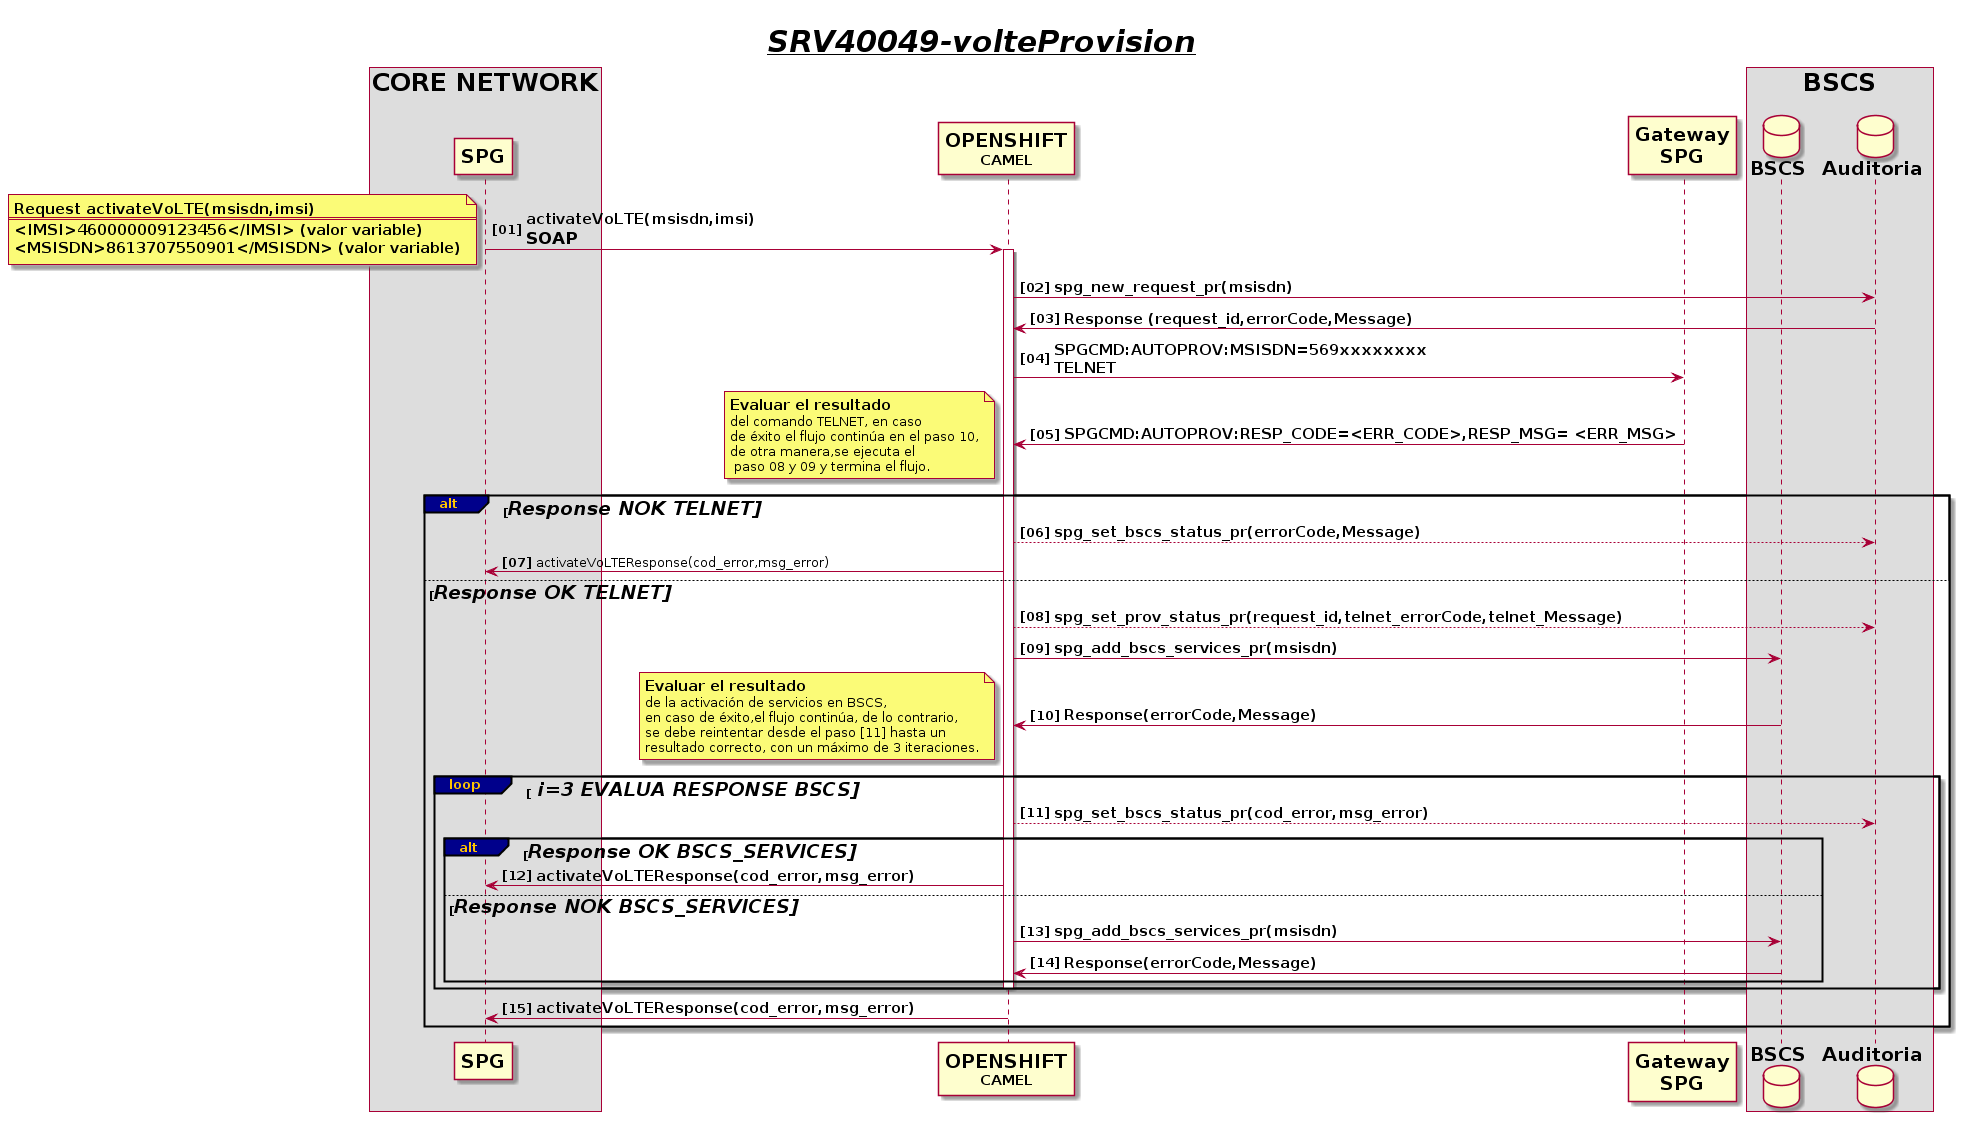 SRV40049-volteProvision
CORE NETWORK
BSCS
SPG
OPENSHIFT
CAMEL
Gateway
SPG
BSCS
Auditoria
Request activateVoLTE(msisdn,imsi)
<IMSI>460000009123456</IMSI> (valor variable)
<MSISDN>8613707550901</MSISDN> (valor variable)
[01] activateVoLTE(msisdn,imsi)
SOAP
[02] spg_new_request_pr(msisdn)
[03] Response (request_id,errorCode,Message)
[04] SPGCMD:AUTOPROV:MSISDN=569xxxxxxxx
TELNET
Evaluar el resultado
del comando TELNET, en caso
de éxito el flujo continúa en el paso 10,
de otra manera,se ejecuta el
paso 08 y 09 y termina el flujo.
[05] SPGCMD:AUTOPROV:RESP_CODE=<ERR_CODE>,RESP_MSG= <ERR_MSG>
alt [Response NOK TELNET]
[06] spg_set_bscs_status_pr(errorCode,Message)
[07] activateVoLTEResponse(cod_error,msg_error)
[Response OK TELNET]
[08] spg_set_prov_status_pr(request_id,telnet_errorCode,telnet_Message)
[09] spg_add_bscs_services_pr(msisdn)
Evaluar el resultado
de la activación de servicios en BSCS,
en caso de éxito,el flujo continúa, de lo contrario,
se debe reintentar desde el paso [11] hasta un
resultado correcto, con un máximo de 3 iteraciones.
[10] Response(errorCode,Message)
loop [ i=3 EVALUA RESPONSE BSCS]
[11] spg_set_bscs_status_pr(cod_error,msg_error)
alt [Response OK BSCS_SERVICES]
[12] activateVoLTEResponse(cod_error,msg_error)
[Response NOK BSCS_SERVICES]
[13] spg_add_bscs_services_pr(msisdn)
[14] Response(errorCode,Message)
[15] activateVoLTEResponse(cod_error,msg_error)
SPG
OPENSHIFT
CAMEL
Gateway
SPG
BSCS
Auditoria